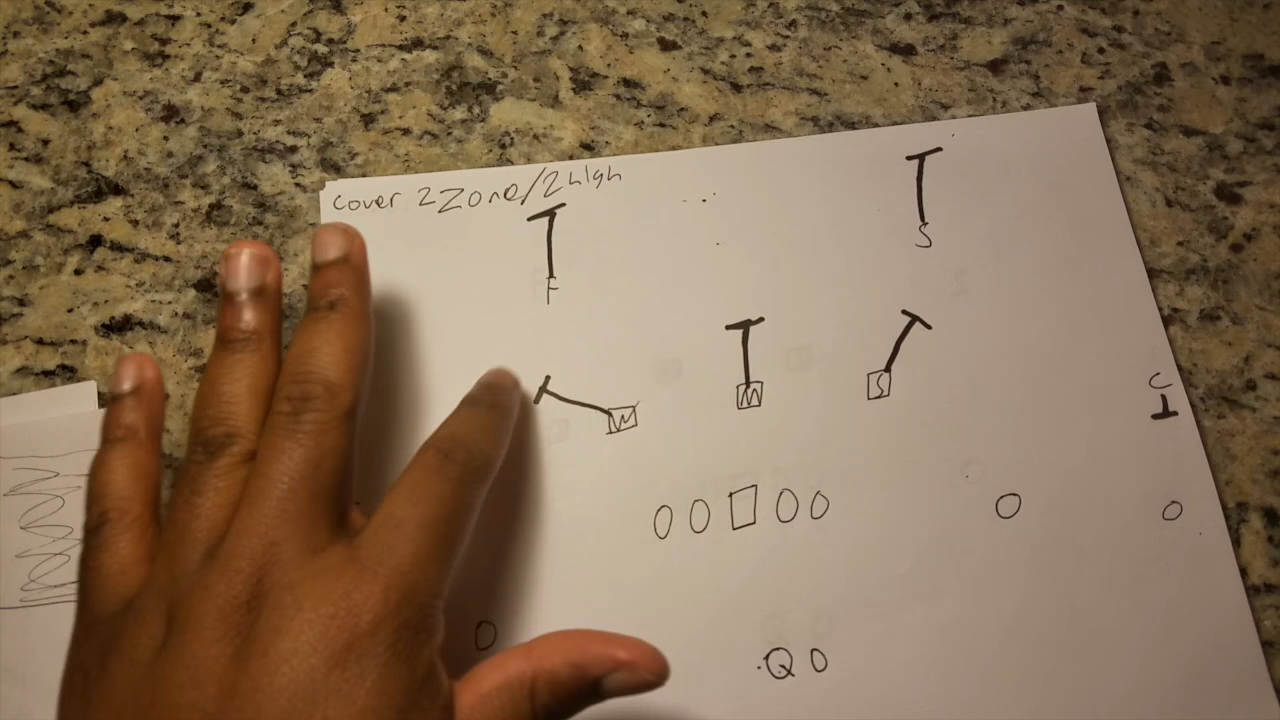 cover 2 Zone/2 high
S
F
C
W M S
O O O O O O
O
Q O